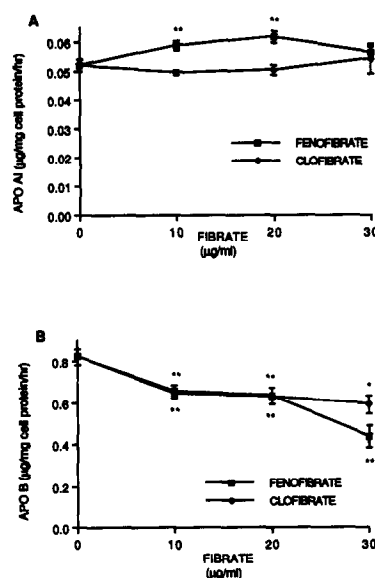 A
**
**
0.06
0.05
0.04
0.03
0.02
0.01
0.00
APO AI (µg/mg cell protein/hr)
FENOFIBRATE
CLOFIBRATE
0
10
20
30
FIBRATE
(µg/ml)
B
0.8
0.6
0.4
0.2
0.0
APO B (µg/mg cell protein/hr)
**
**
*
**
**
**
FENOFIBRATE
CLOFIBRATE
0
10
20
30
FIBRATE
(µg/ml)